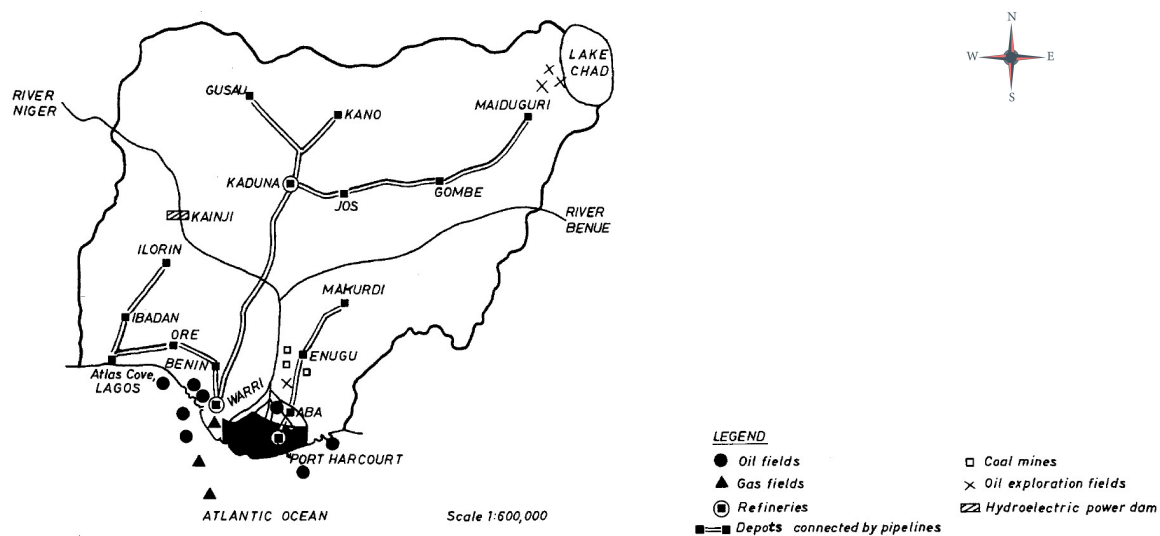 N
W E
S
LAKE
CHAD
RIVER
NIGER
GUSAU
KANO
MAIDUGURI
KADUNA
JOS
GOMBE
KAINJI
RIVER
BENUE
ILORIN
MAKURDI
IBADAN
ORE
BENIN
ENUGU
Atlas Cove,
LAGOS
WARRI
ABA
PORT HARCOURT
ATLANTIC OCEAN
Scale 1:600,000
LEGEND
Oil fields
Gas fields
Refineries
Depots connected by pipelines
Coal mines
Oil exploration fields
Hydroelectric power dam